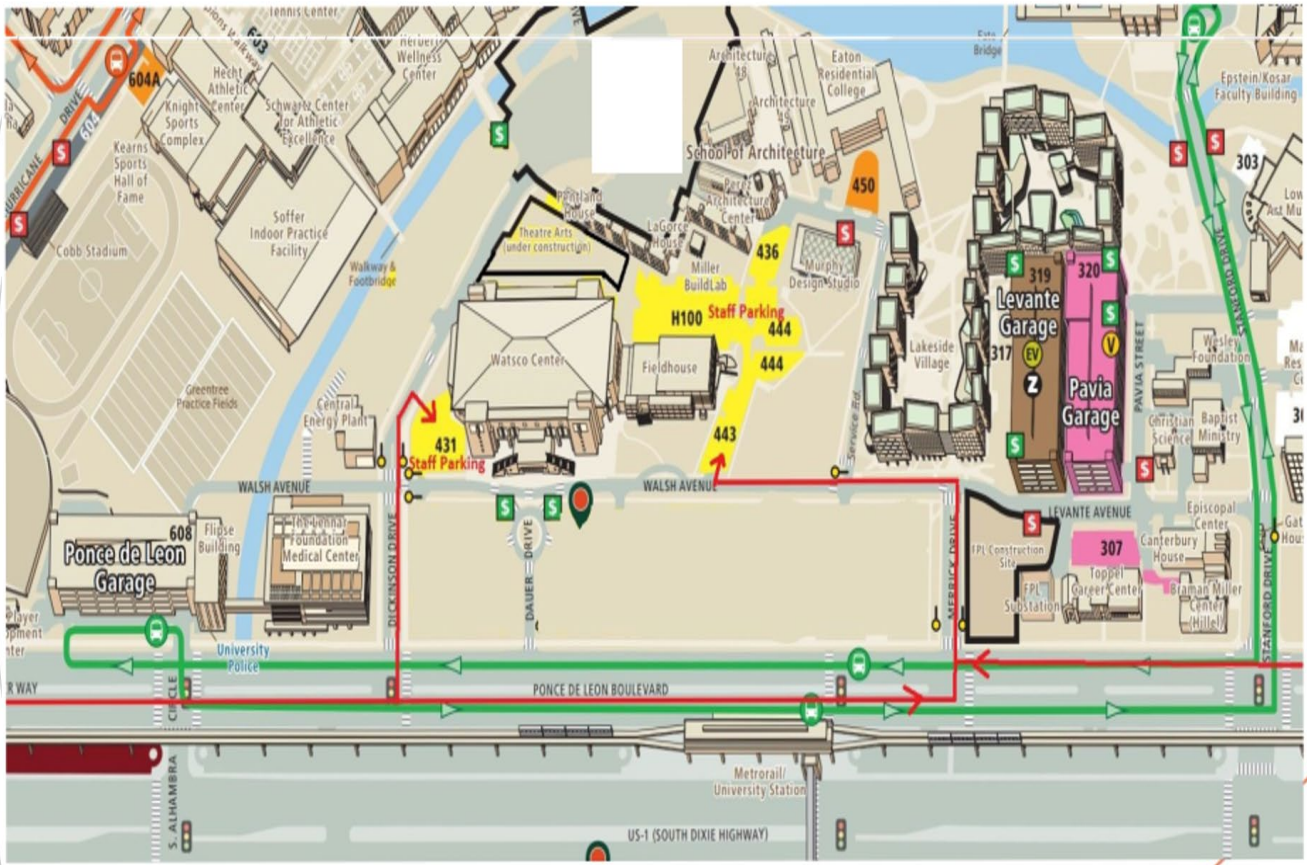 Tennis Center
603
Herbert
Wellness
Center
604A
Hecht
Athletic
Center
Knight
Sports
Complex
Schwartz Center
for Athletic
Excellence
DRIVE
604
Kearns
Sports
Hall of
Fame
Cobb Stadium
Soffer
Indoor Practice
Facility
Walkway &
Footbridge
Greentree
Practice Fields
Central
Energy Plant
Pentland
House
Theatre Arts
(under construction)
LaGorce
House
Architecture
Architecture
School of Architecture
Eaton
Residential
College
Perez
Architecture
Center
450
436
Miller
BuildLab
Murphy
Design Studio
H100
Staff Parking
444
444
Watsco Center
Fieldhouse
443
431
Staff Parking
Fate
Bridge
Epstein/Kosar
Faculty Building
303
319
320
Levante
Garage
317
EV
Z
V
Pavia
Garage
Lakeside
Village
Service Rd.
PAVIA STREET
STANFORD DRIVE
Wesley
Foundation
Christian
Science
Baptist
Ministry
WALSH AVENUE
WALSH AVENUE
LEVANTE AVENUE
608
Ponce de Leon
Garage
Flipse
Building
The Lennar
Foundation
Medical Center
DICKINSON DRIVE
DAUER DRIVE
MERRICK DRIVE
FPL Construction
Site
FPL
Substation
307
Toppel
Career Center
Episcopal
Center
Canterbury
House
Braman Miller
Center
(Hillel)
STANFORD DRIVE
University
Police
CIRCLE
PONCE DE LEON BOULEVARD
S. ALHAMBRA
Metrorail/
University Station
US-1 (SOUTH DIXIE HIGHWAY)